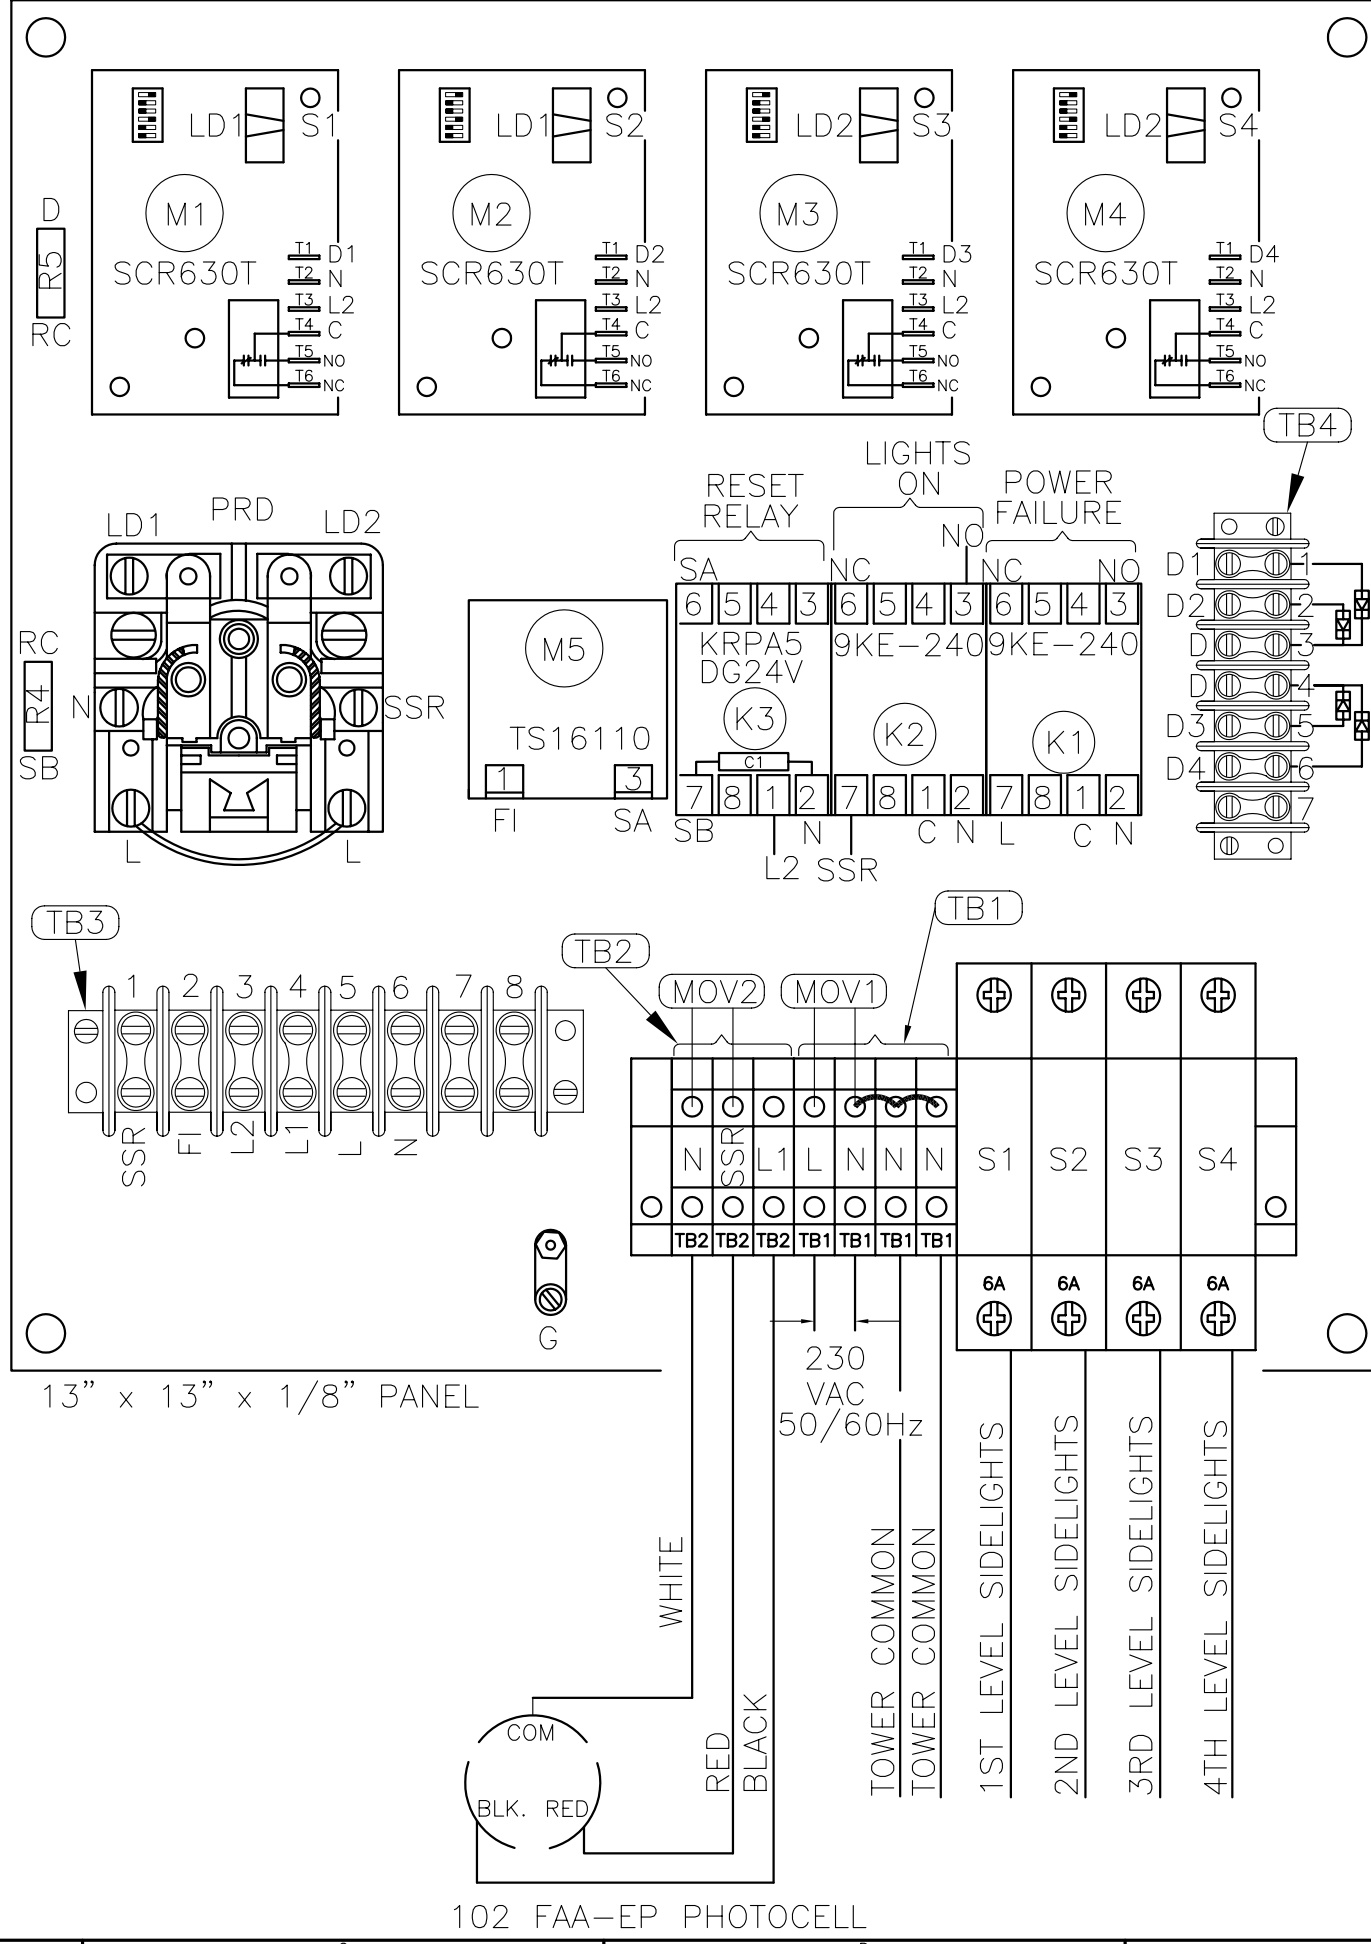 LD1 S1 LD1 S2 LD2 S3 LD2 S4
D
R5
RC
M1 M2 M3 M4
SCR630T SCR630T SCR630T SCR630T
T1 D1 T1 D2 T1 D3 T1 D4
T2 N T2 N T2 N T2 N
T3 L2 T3 L2 T3 L2 T3 L2
T4 C T4 C T4 C T4 C
T5 NO T5 NO T5 NO T5 NO
T6 NC T6 NC T6 NC T6 NC
TB4
LIGHTS
ON
RESET
RELAY
POWER
FAILURE
LD1 PRD LD2
RC
R4
SB
N SSR
L L
M5
TS16110
1 3
FI SA
SA NC NO NC NO
6 5 4 3 6 5 4 3 6 5 4 3
KRPA5
DG24V
9KE-240 9KE-240
K3 K2 K1
C1
7 8 1 2 7 8 1 2 7 8 1 2
SB N C N L C N
L2 SSR
D1 1
D2 2
D 3
D 4
D3 5
D4 6
7
TB3
TB2
TB1
MOV2 MOV1
1 2 3 4 5 6 7 8
SSR FI L2 L1 L N
N SSR L1 L N N N S1 S2 S3 S4
TB2 TB2 TB2 TB1 TB1 TB1 TB1
6A 6A 6A 6A
G
230
VAC
50/60Hz
13" x 13" x 1/8" PANEL
WHITE
RED
BLACK
TOWER COMMON
TOWER COMMON
1ST LEVEL SIDELIGHTS
2ND LEVEL SIDELIGHTS
3RD LEVEL SIDELIGHTS
4TH LEVEL SIDELIGHTS
COM
BLK. RED
102 FAA-EP PHOTOCELL